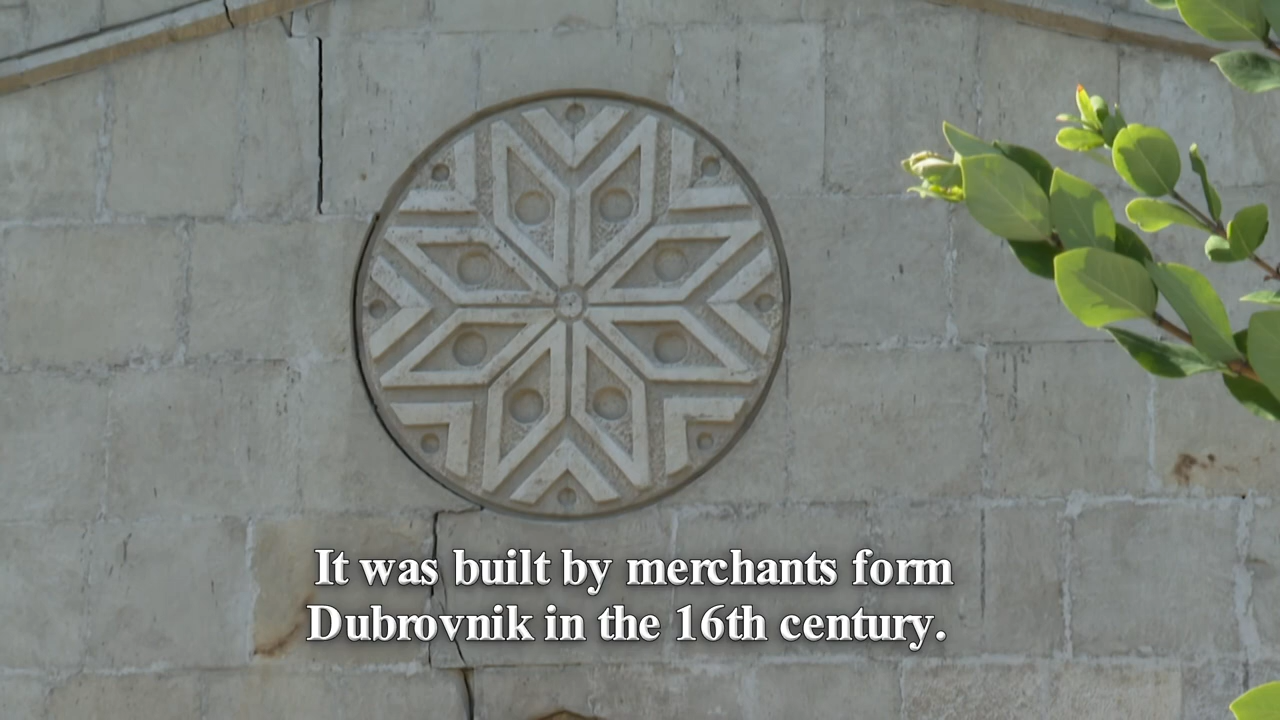 It was built by merchants form
Dubrovnik in the 16th century.